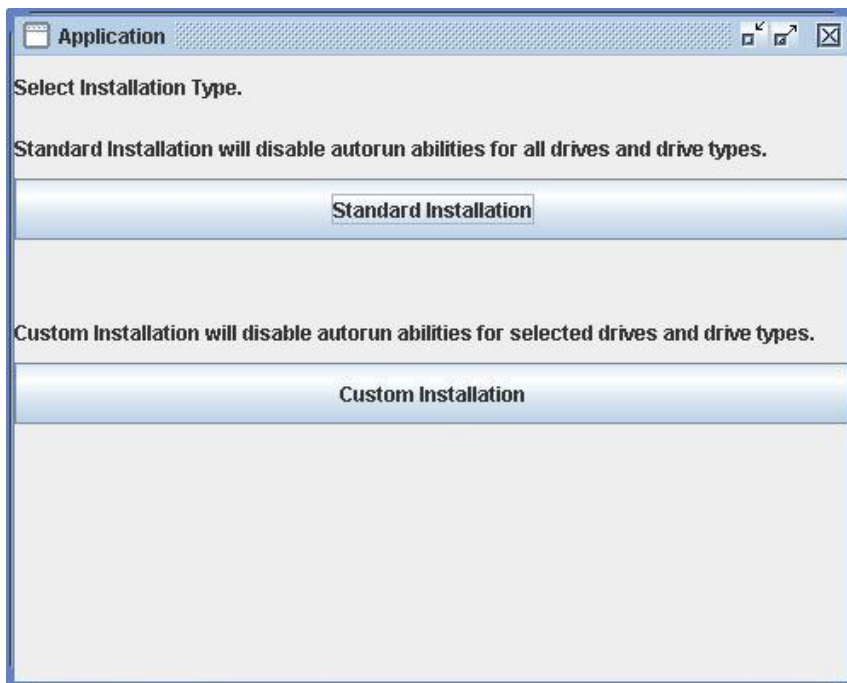 Application
Select Installation Type.
Standard Installation will disable autorun abilities for all drives and drive types.
Standard Installation
Custom Installation will disable autorun abilities for selected drives and drive types.
Custom Installation